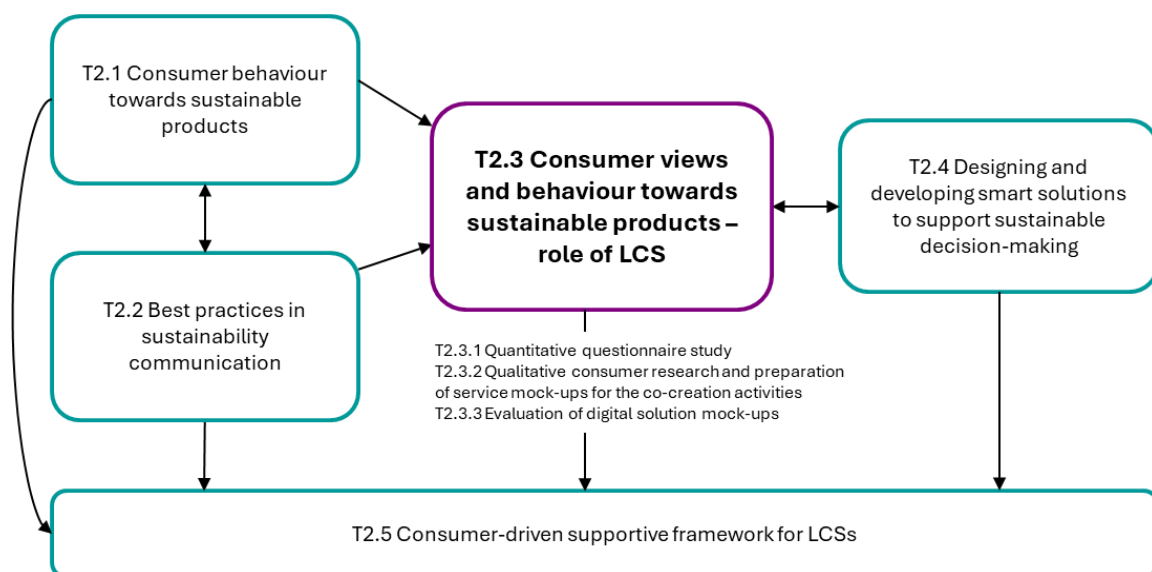 T2.1 Consumer behaviour
towards sustainable
products
T2.2 Best practices in
sustainability
communication
T2.3 Consumer views
and behaviour towards
sustainable products –
role of LCS
T2.3.1 Quantitative questionnaire study
T2.3.2 Qualitative consumer research and preparation
of service mock-ups for the co-creation activities
T2.3.3 Evaluation of digital solution mock-ups
T2.4 Designing and
developing smart solutions
to support sustainable
decision-making
T2.5 Consumer-driven supportive framework for LCSs